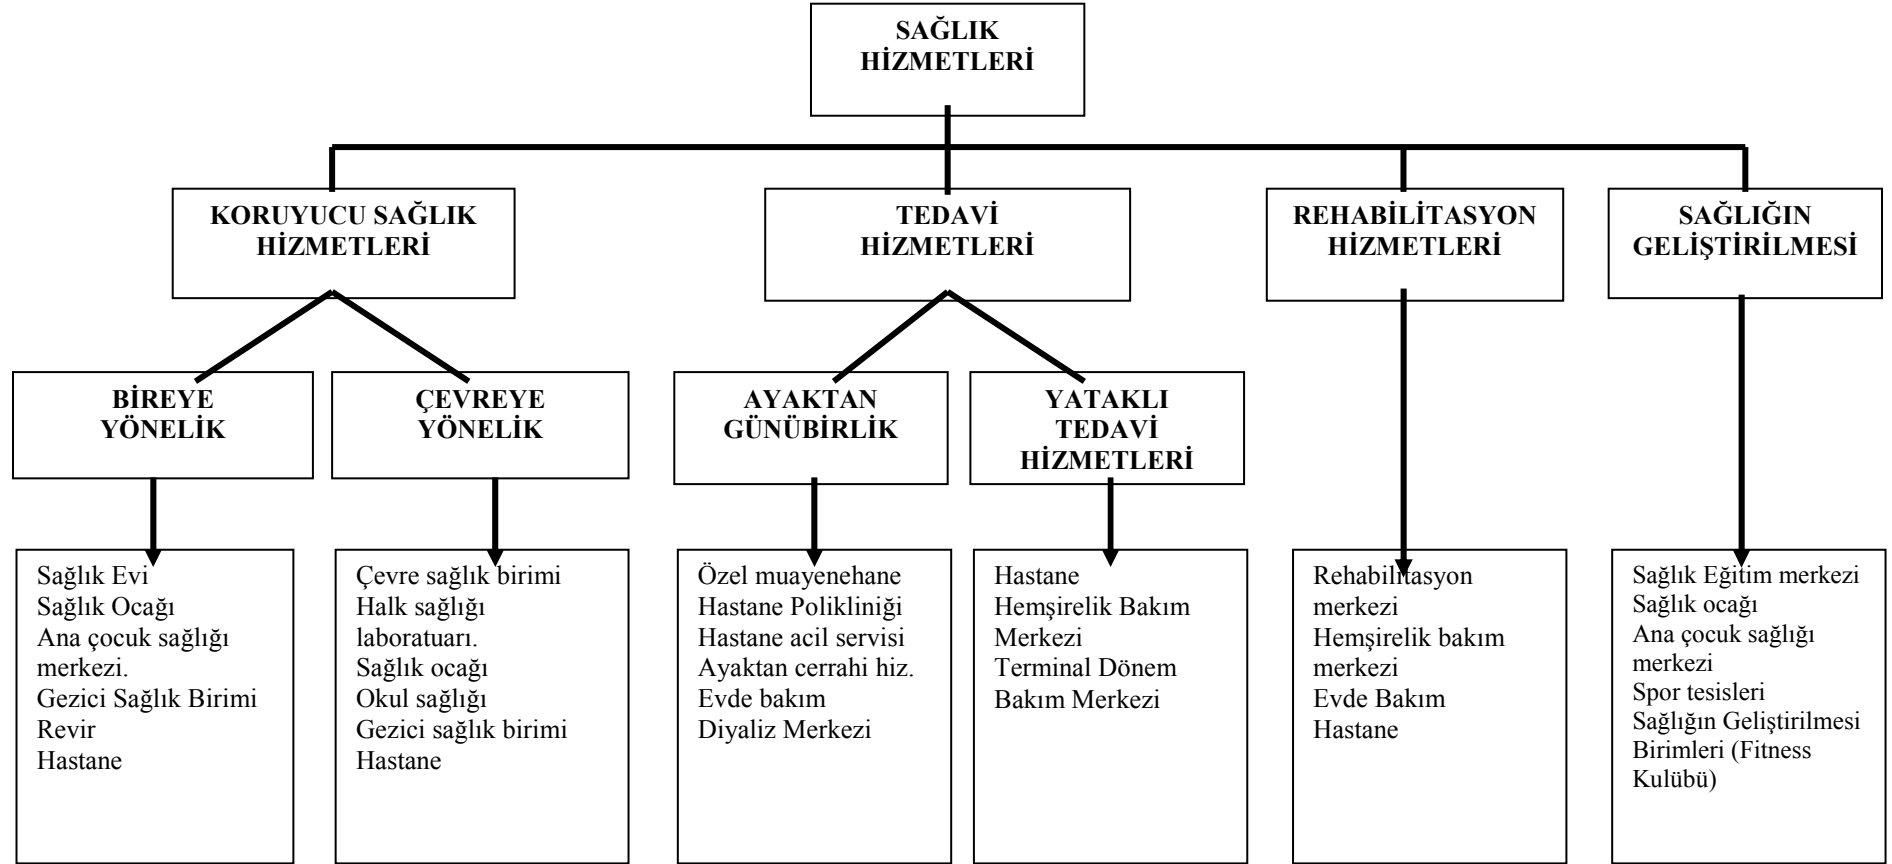 SAĞLIK
HİZMETLERİ
KORUYUCU SAĞLIK
HİZMETLERİ
TEDAVİ
HİZMETLERİ
REHABİLİTASYON
HİZMETLERİ
SAĞLIĞIN
GELİŞTİRİLMESİ
BİREYE
YÖNELİK
ÇEVREYE
YÖNELİK
AYAKTAN
GÜNÜBİRLİK
YATAKLI
TEDAVİ
HİZMETLERİ
Sağlık Evi
Sağlık Ocağı
Ana çocuk sağlığı
merkezi.
Gezici Sağlık Birimi
Revir
Hastane
Çevre sağlık birimi
Halk sağlığı
laboratuarı.
Sağlık ocağı
Okul sağlığı
Gezici sağlık birimi
Hastane
Özel muayenehane
Hastane Polikliniği
Hastane acil servisi
Ayaktan cerrahi hiz.
Evde bakım
Diyaliz Merkezi
Hastane
Hemşirelik Bakım
Merkezi
Terminal Dönem
Bakım Merkezi
Rehabilitasyon
merkezi
Hemşirelik bakım
merkezi
Evde Bakım
Hastane
Sağlık Eğitim merkezi
Sağlık ocağı
Ana çocuk sağlığı
merkezi
Spor tesisleri
Sağlığın Geliştirilmesi
Birimleri (Fitness
Kulübü)